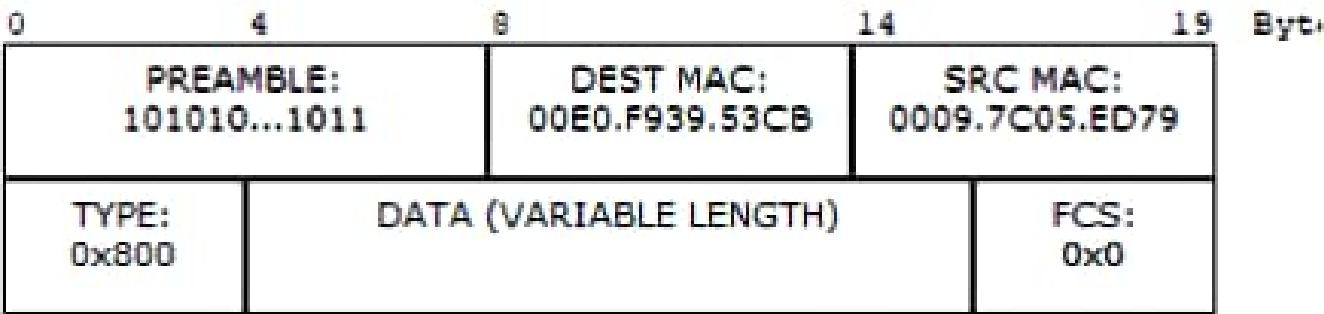 0 4 8 14 19 Byt
PREAMBLE:
101010...1011
DEST MAC:
00E0.F939.53CB
SRC MAC:
0009.7C05.ED79
TYPE:
0x800
DATA (VARIABLE LENGTH)
FCS:
0x0